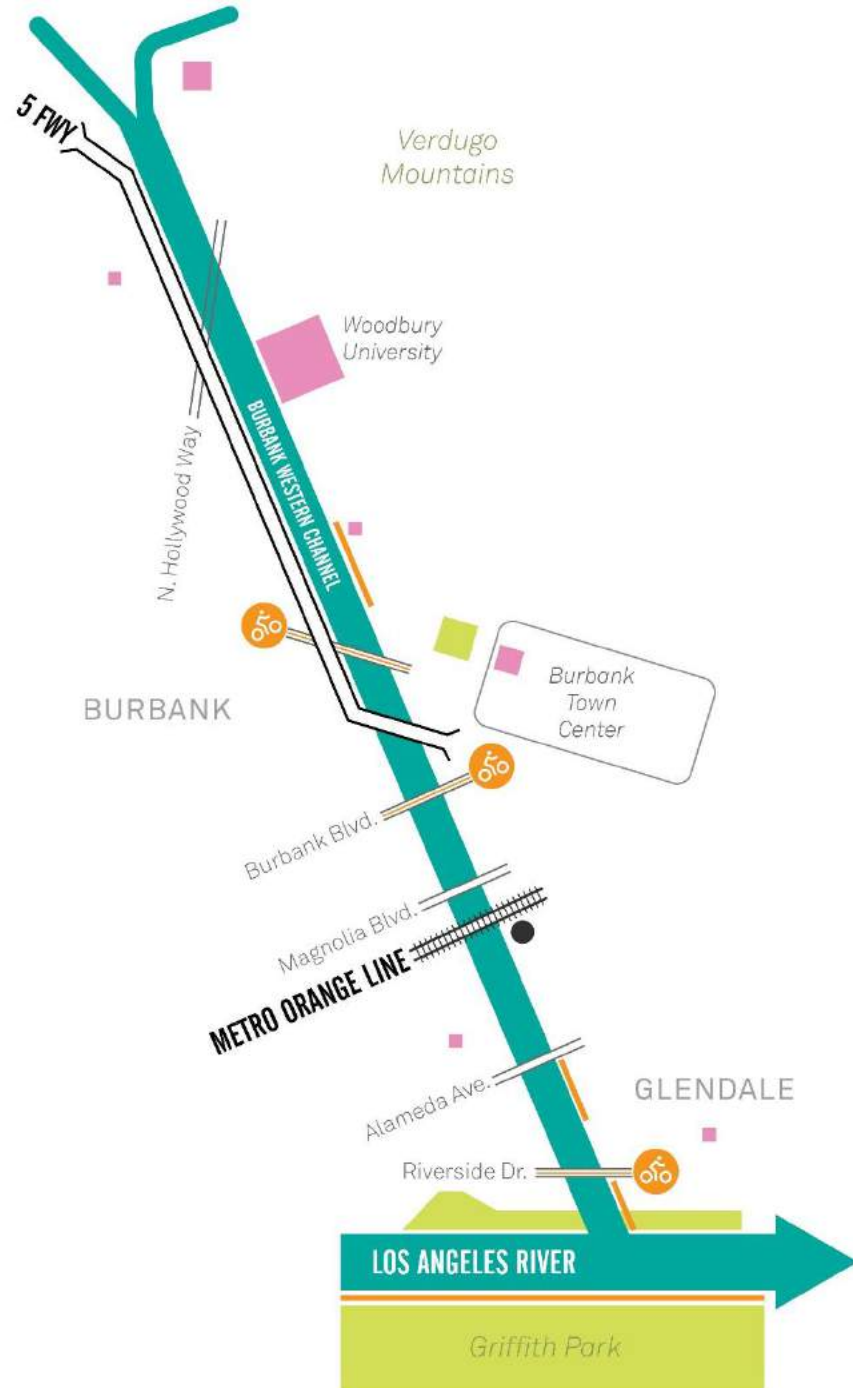 5 FWY
Verdugo
Mountains
Woodbury
University
BURBANK WESTERN CHANNEL
N. Hollywood Way
Burbank
Town
Center
BURBANK
Burbank Blvd.
Magnolia Blvd.
METRO ORANGE LINE
Alameda Ave.
GLENDALE
Riverside Dr.
LOS ANGELES RIVER
Griffith Park